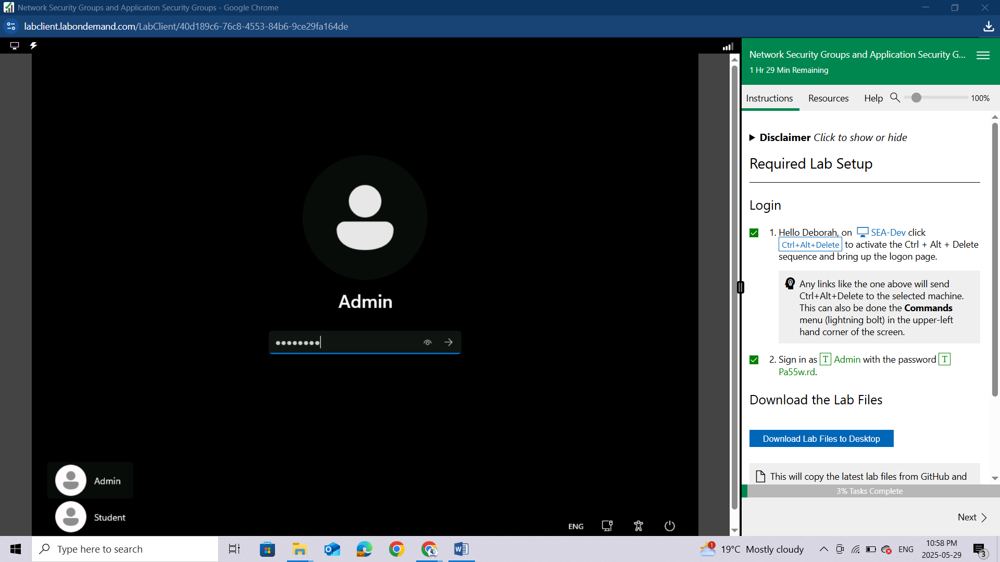 Network Security Groups and Application Security Groups - Google Chrome
labclient.labondemand.com/LabClient/40d189c6-76c8-4553-84b6-9ce29fa164de
Admin
Admin
Student
ENG
Network Security Groups and Application Security G...
1 Hr 29 Min Remaining
Instructions Resources Help 100%
Disclaimer Click to show or hide
Required Lab Setup
Login
1. Hello Deborah, on SEA-Dev click
Ctrl+Alt+Delete to activate the Ctrl + Alt + Delete
sequence and bring up the logon page.
Any links like the one above will send
Ctrl+Alt+Delete to the selected machine.
This can also be done the Commands
menu (lightning bolt) in the upper-left
hand corner of the screen.
2. Sign in as T Admin with the password T
Pa55w.rd.
Download the Lab Files
Download Lab Files to Desktop
This will copy the latest lab files from GitHub and
3% Tasks Complete
Next
Type here to search
1
19°C Mostly cloudy
ENG
10:58 PM
2025-05-29
3